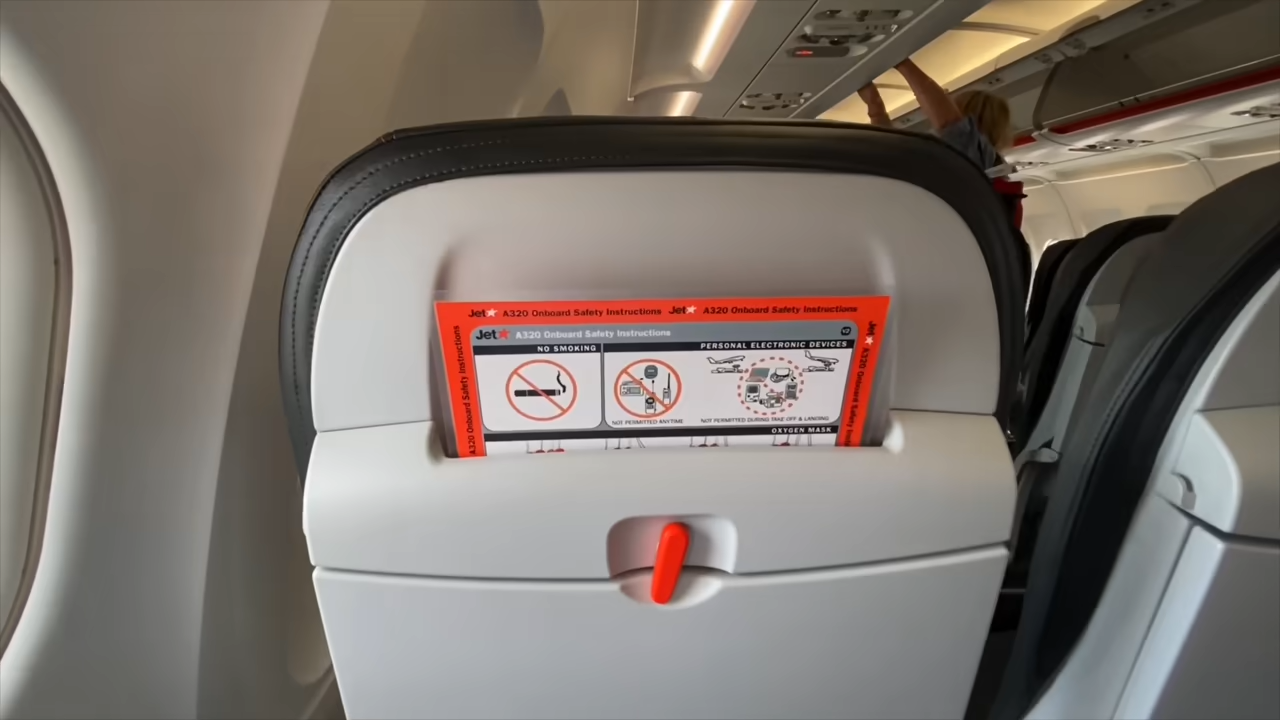 Jet★ A320 Onboard Safety Instructions Jet★ A320 Onboard Safety Instructions Jet★
A320 Onboard Safety Instructions
Jet★ A320 Onboard Safety Instructions V2
NO SMOKING
PERSONAL ELECTRONIC DEVICES
NOT PERMITTED ANYTIME
NOT PERMITTED DURING TAKE OFF & LANDING
OXYGEN MASK
A320 Onboard Safety Instructions